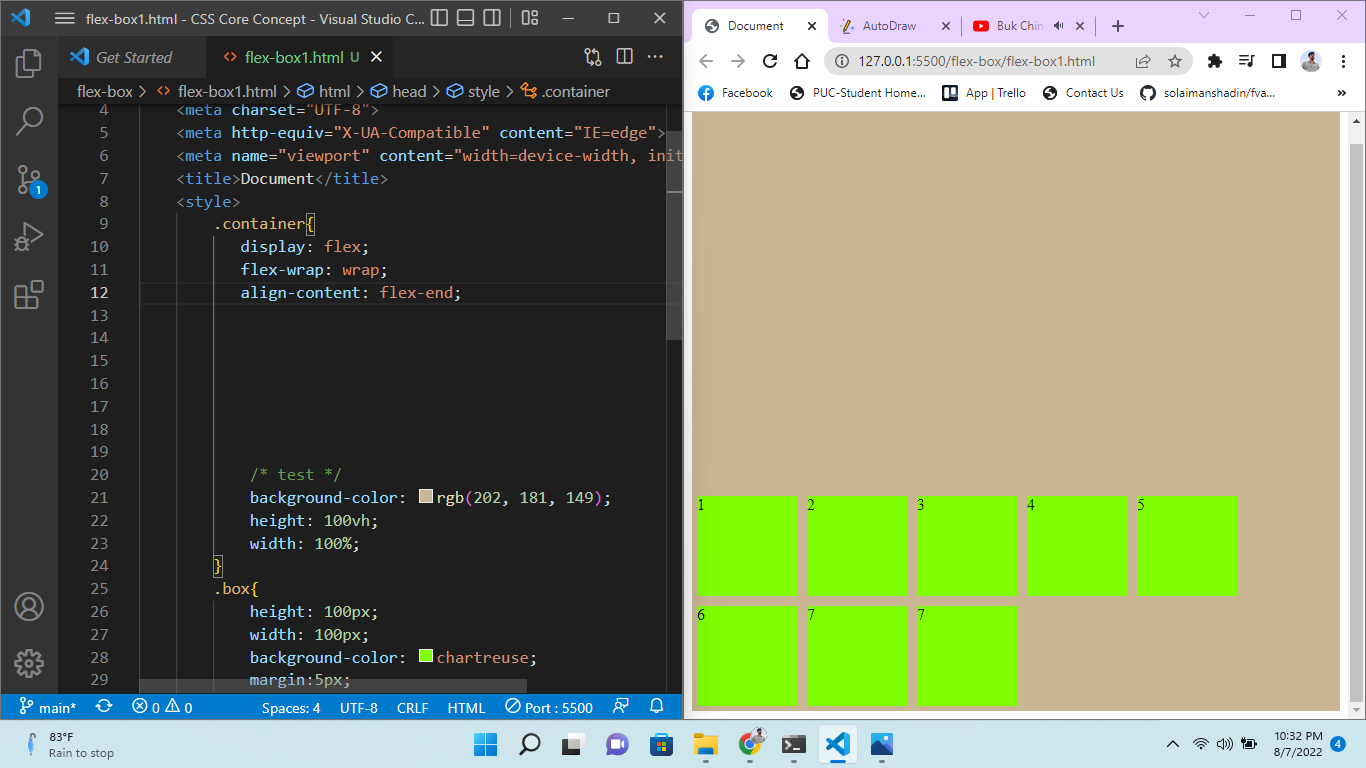 flex-box1.html - CSS Core Concept - Visual Studio C...
Get Started
flex-box1.html U
flex-box > flex-box1.html > html > head > style > .container
4 <meta charset="UTF-8">
5 <meta http-equiv="X-UA-Compatible" content="IE=edge">
6 <meta name="viewport" content="width=device-width, init
7 <title>Document</title>
8 <style>
9 .container{
10 display: flex;
11 flex-wrap: wrap;
12 align-content: flex-end;
13
14
15
16
17
18
19
20 /* test */
21 background-color: rgb(202, 181, 149);
22 height: 100vh;
23 width: 100%;
24 }
25 .box{
26 height: 100px;
27 width: 100px;
28 background-color: chartreuse;
29 margin:5px;
1
main* 0 0 Spaces: 4 UTF-8 CRLF HTML Port : 5500
Document
AutoDraw
Buk Chin
127.0.0.1:5500/flex-box/flex-box1.html
Facebook PUC-Student Home... App | Trello Contact Us solaimanshadin/fva... »
1 2 3 4 5
6 7 7
83°F
Rain to stop
10:32 PM
8/7/2022
4